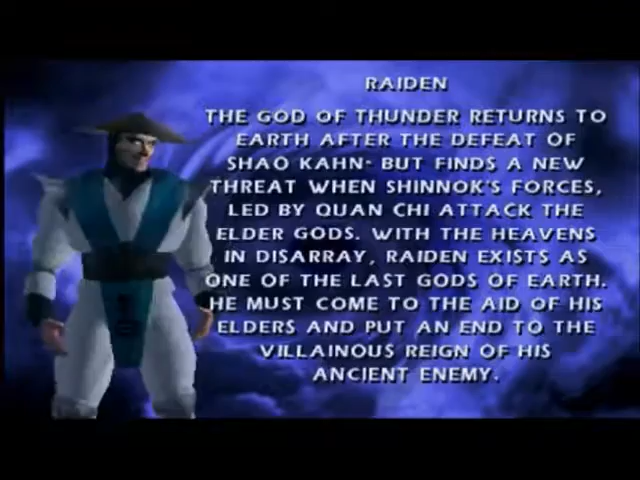 RAIDEN
THE GOD OF THUNDER RETURNS TO
EARTH AFTER THE DEFEAT OF
SHAO KAHN- BUT FINDS A NEW
THREAT WHEN SHINNOK'S FORCES,
LED BY QUAN CHI ATTACK THE
ELDER GODS. WITH THE HEAVENS
IN DISARRAY, RAIDEN EXISTS AS
ONE OF THE LAST GODS OF EARTH.
HE MUST COME TO THE AID OF HIS
ELDERS AND PUT AN END TO THE
VILLAINOUS REIGN OF HIS
ANCIENT ENEMY.